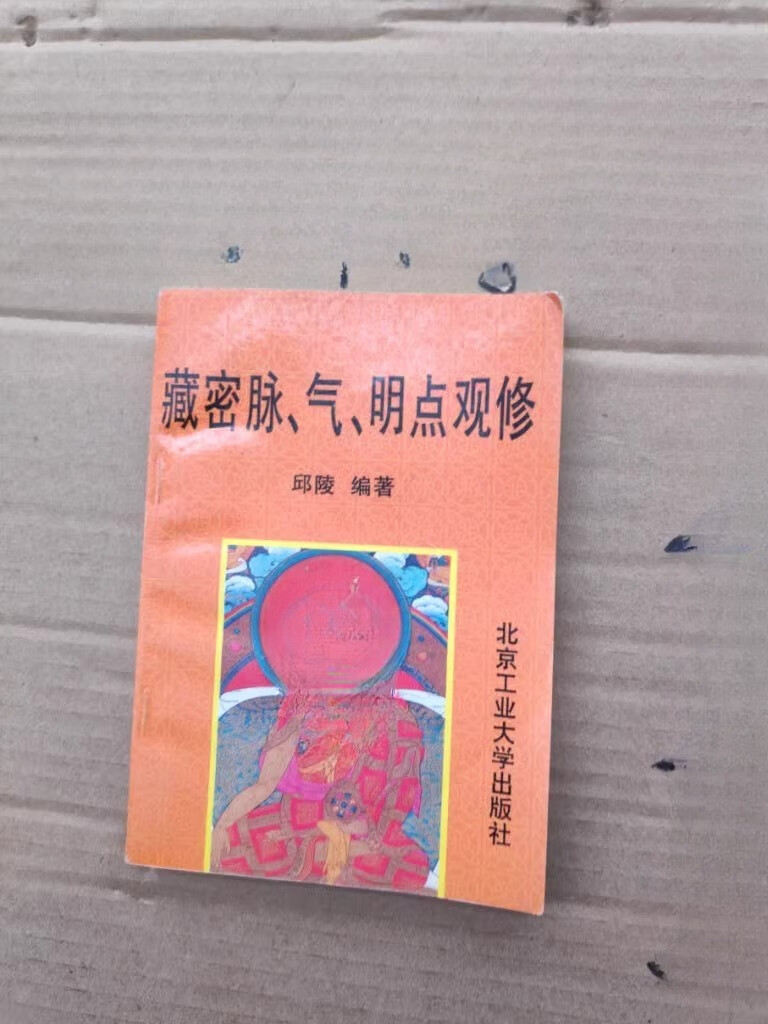 藏密脉、气、明点观修
邱陵 编著
北京工业大学出版社